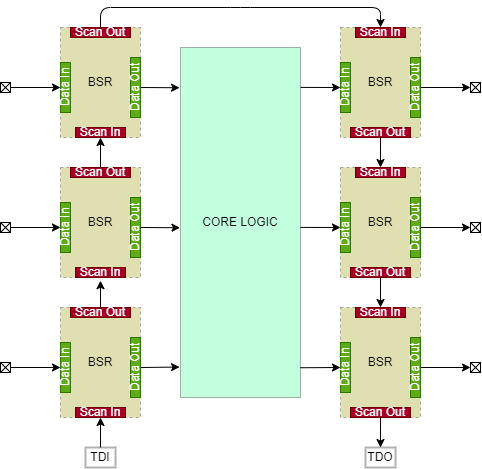 Scan Out
Scan In
Data In
BSR
Data Out
Data In
BSR
Data Out
Scan In
Scan Out
Scan Out
Scan In
Data In
BSR
Data Out
CORE LOGIC
Data In
BSR
Data Out
Scan In
Scan Out
Scan Out
Scan In
Data In
BSR
Data Out
Data In
BSR
Data Out
Scan In
Scan Out
TDI
TDO